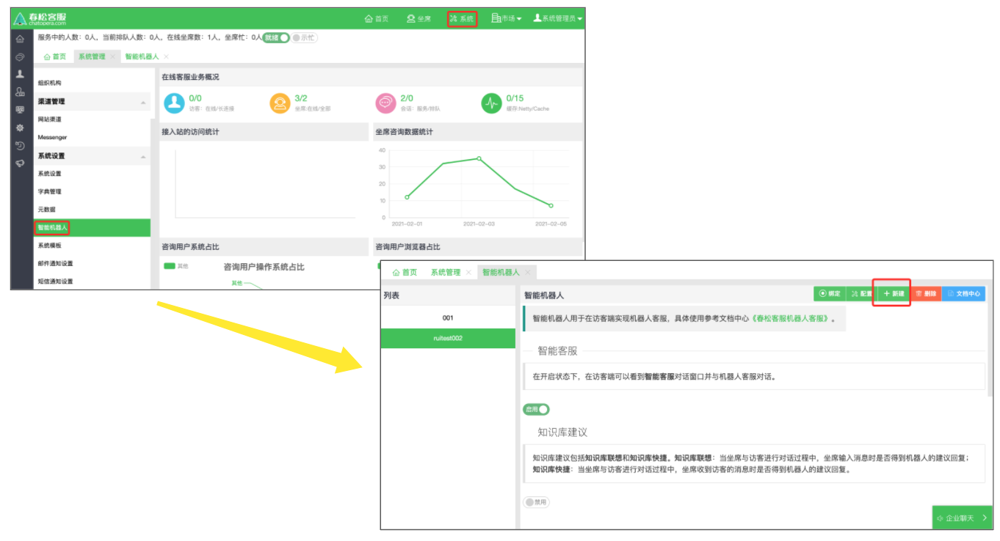 春松客服
chatopera.com
首页
坐席
系统
市场
系统管理员
服务中的人数：0人，当前排队人数：0人，在线坐席数：1人，坐席忙：0人
就绪
示忙
首页
系统管理
智能机器人
组织机构
渠道管理
网站渠道
Messenger
系统设置
系统设置
字典管理
元数据
智能机器人
系统模板
邮件通知设置
短信通知设置
在线客服业务概况
0/0
访客：在线/长连接
3/2
坐席:在线/全部
2/0
会话：服务/排队
0/15
缓存:Netty/Cache
接入站的访问统计
坐席咨询数据统计
40
30
20
10
0
2021-02-01
2021-02-03
2021-02-05
咨询用户系统占比
咨询用户浏览器占比
其他
咨询用户操作系统占比
其他
首页
系统管理
智能机器人
列表
001
ruitest002
智能机器人
绑定
配置
新建
删除
文档中心
智能机器人用于在访客端实现机器人客服，具体使用参考文档中心《春松客服机器人客服》。
智能客服
在开启状态下，在访客端可以看到智能客服对话窗口并与机器人客服对话。
启用
知识库建议
知识库建议包括知识库联想和知识库快捷。知识库联想：当坐席与访客进行对话过程中，坐席输入消息时是否得到机器人的建议回复；
知识库快捷：当坐席与访客进行对话过程中，坐席收到访客的消息时是否得到机器人的建议回复。
禁用
企业聊天